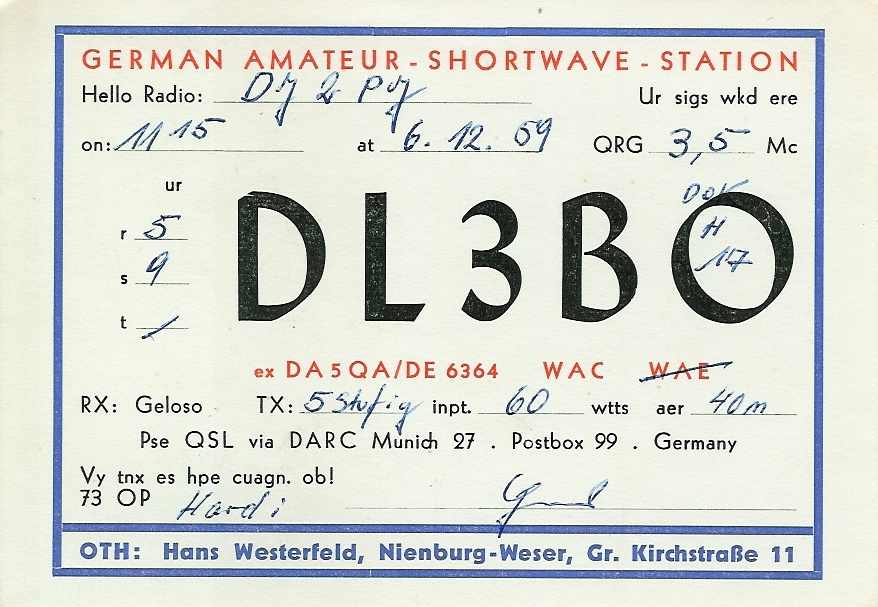 GERMAN AMATEUR - SHORTWAVE - STATION
Hello Radio: DJ 2 PJ Ur sigs wkd ere
on: 11 15 at 6. 12. 59 QRG 3,5 Mc
ur
DOK
H
17
r 5
s 9
t /
DL3BO
ex DA5QA/DE 6364 WAC WAE
RX: Geloso TX: 5 stufig inpt. 60 wtts aer 40m
Pse QSL via DARC Munich 27 . Postbox 99 . Germany
Vy tnx es hpe cuagn. ob!
73 OP Hardi
OTH: Hans Westerfeld, Nienburg-Weser, Gr. Kirchstraße 11